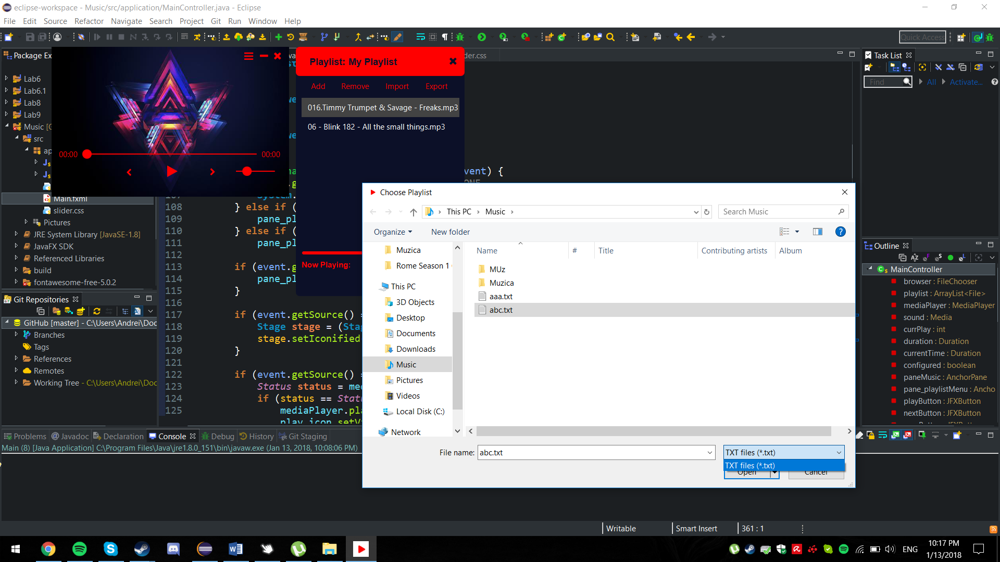 eclipse-workspace - Music/src/application/MainController.java - Eclipse
File Edit Source Refactor Navigate Search Project Git Run Window Help
Quick Access
Package Ex
der.css
Task List
Find
All
Activate...
Lab6
Lab6.1
Lab8
Lab9
Music [
src
ap
Main.fxml
slider.css
Pictures
JRE System Library [JavaSE-1.8]
JavaFX SDK
Referenced Libraries
build
fontawesome-free-5.0.2
00:00
00:00
Playlist: My Playlist
Add Remove Import Export
016.Timmy Trumpet & Savage - Freaks.mp3
06 - Blink 182 - All the small things.mp3
Now Playing:
vent) {
System.
108 } else if (
109 pane_pl
110 } else if (
111 pane_pl
112
113 if (event.g
114 pane_pl
115 }
116
117 if (event.getSource() =
118 Stage stage = (Sta
119 stage.setIconified
120 }
121
122 if (event.getSource() =
123 Status status = me
124 if (status == Stat
125 mediaPlayer.pla
play_icon.setV
Choose Playlist
This PC > Music >
Search Music
Organize
New folder
Muzica
Rome Season 1
This PC
3D Objects
Desktop
Documents
Downloads
Music
Pictures
Videos
Local Disk (C:)
Network
Name # Title Contributing artists Album
MUz
Muzica
aaa.txt
abc.txt
File name: abc.txt
TXT files (*.txt)
TXT files (*.txt)
Open
Cancel
Outline
MainController
browser : FileChooser
playlist : ArrayList<File>
mediaPlayer : MediaPlayer
sound : Media
currPlay : int
duration : Duration
currentTime : Duration
configured : boolean
paneMusic : AnchorPane
pane_playlistMenu : Ancho
playButton : JFXButton
nextButton : JFXButton
Git Repositories
GitHub [master] - C:\Users\Andrei\Doc
Branches
Tags
References
Remotes
Working Tree - C:\Users\Andrei\Doc
Problems @ Javadoc Declaration Console Debug History Git Staging
Main (8) [Java Application] C:\Program Files\Java\jre1.8.0_151\bin\javaw.exe (Jan 13, 2018, 10:08:06 PM)
Writable
Smart Insert
361 : 1
ENG
10:17 PM
1/13/2018